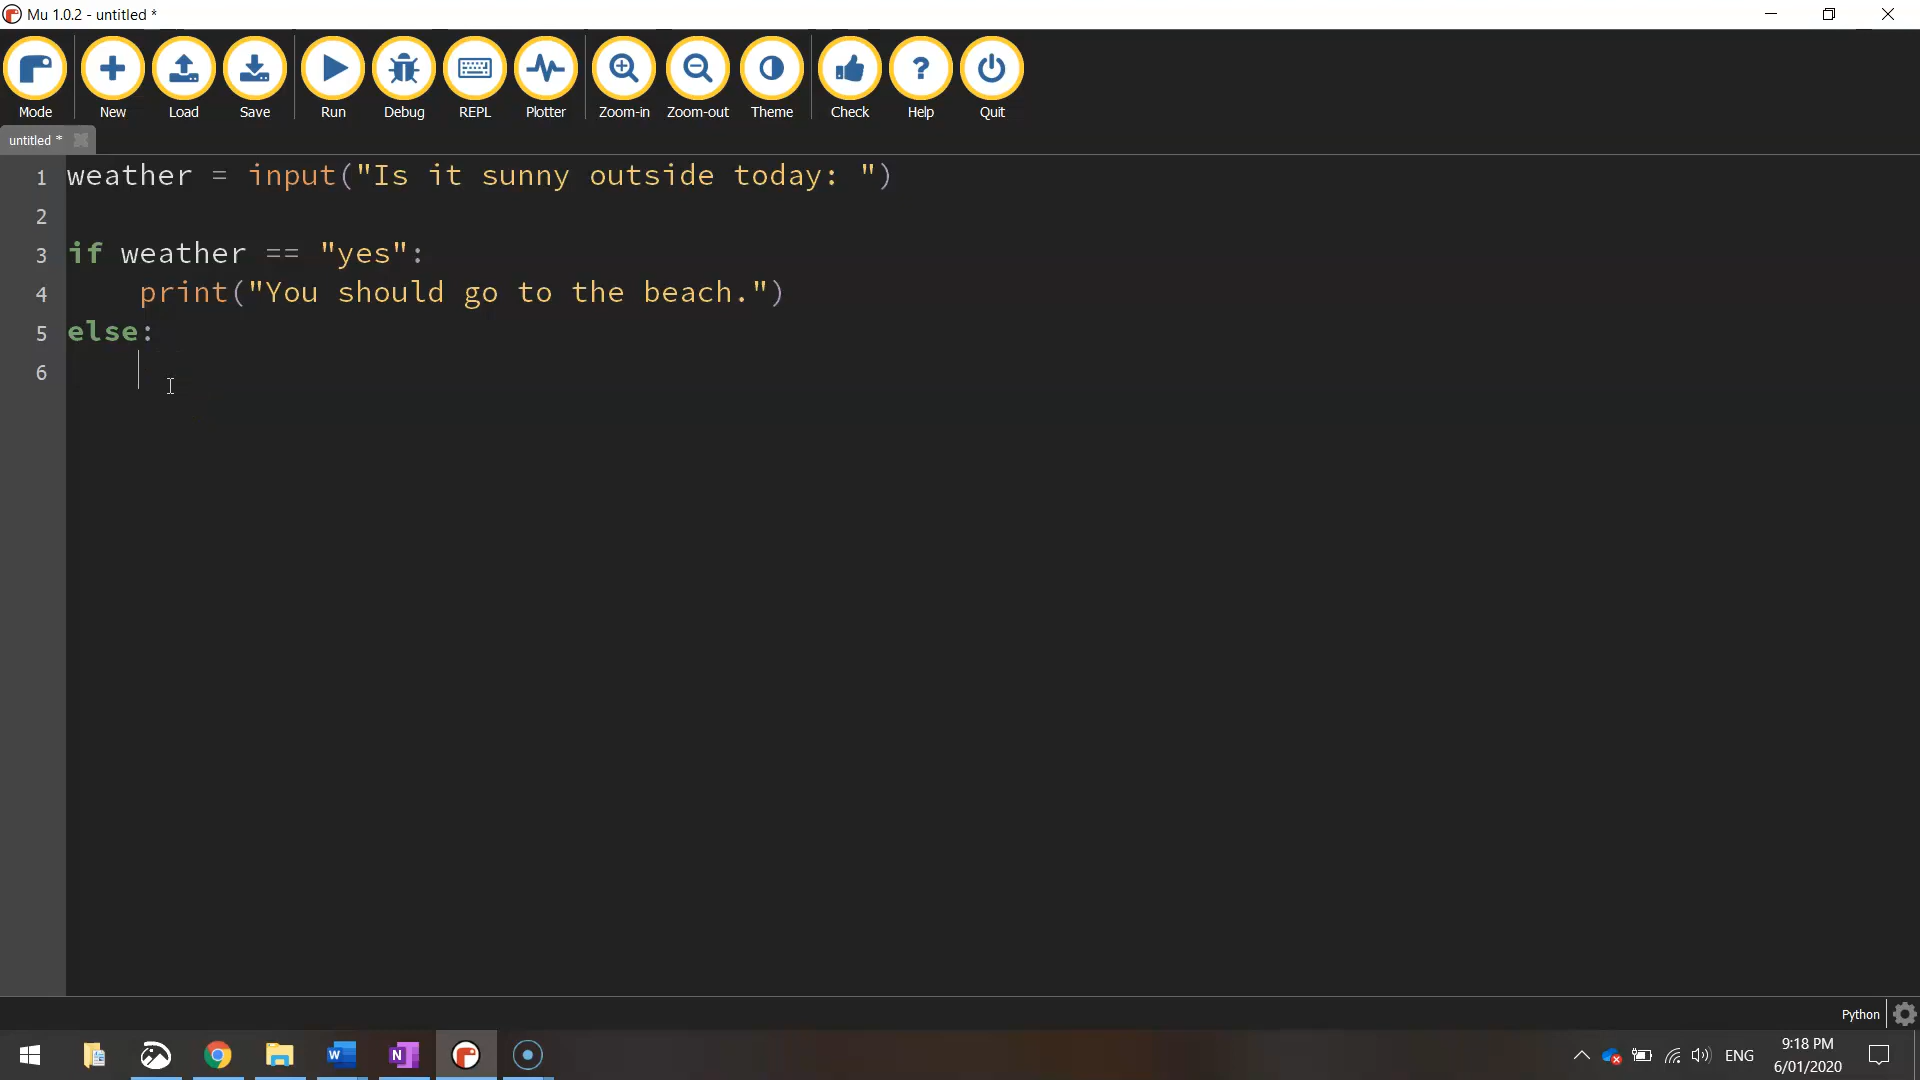 Mu 1.0.2 - untitled *
Mode New Load Save Run Debug REPL Plotter Zoom-in Zoom-out Theme Check Help Quit
untitled *
1 weather = input("Is it sunny outside today: ")
2
3 if weather == "yes":
4     print("You should go to the beach.")
5 else:
6
Python
ENG
9:18 PM
6/01/2020